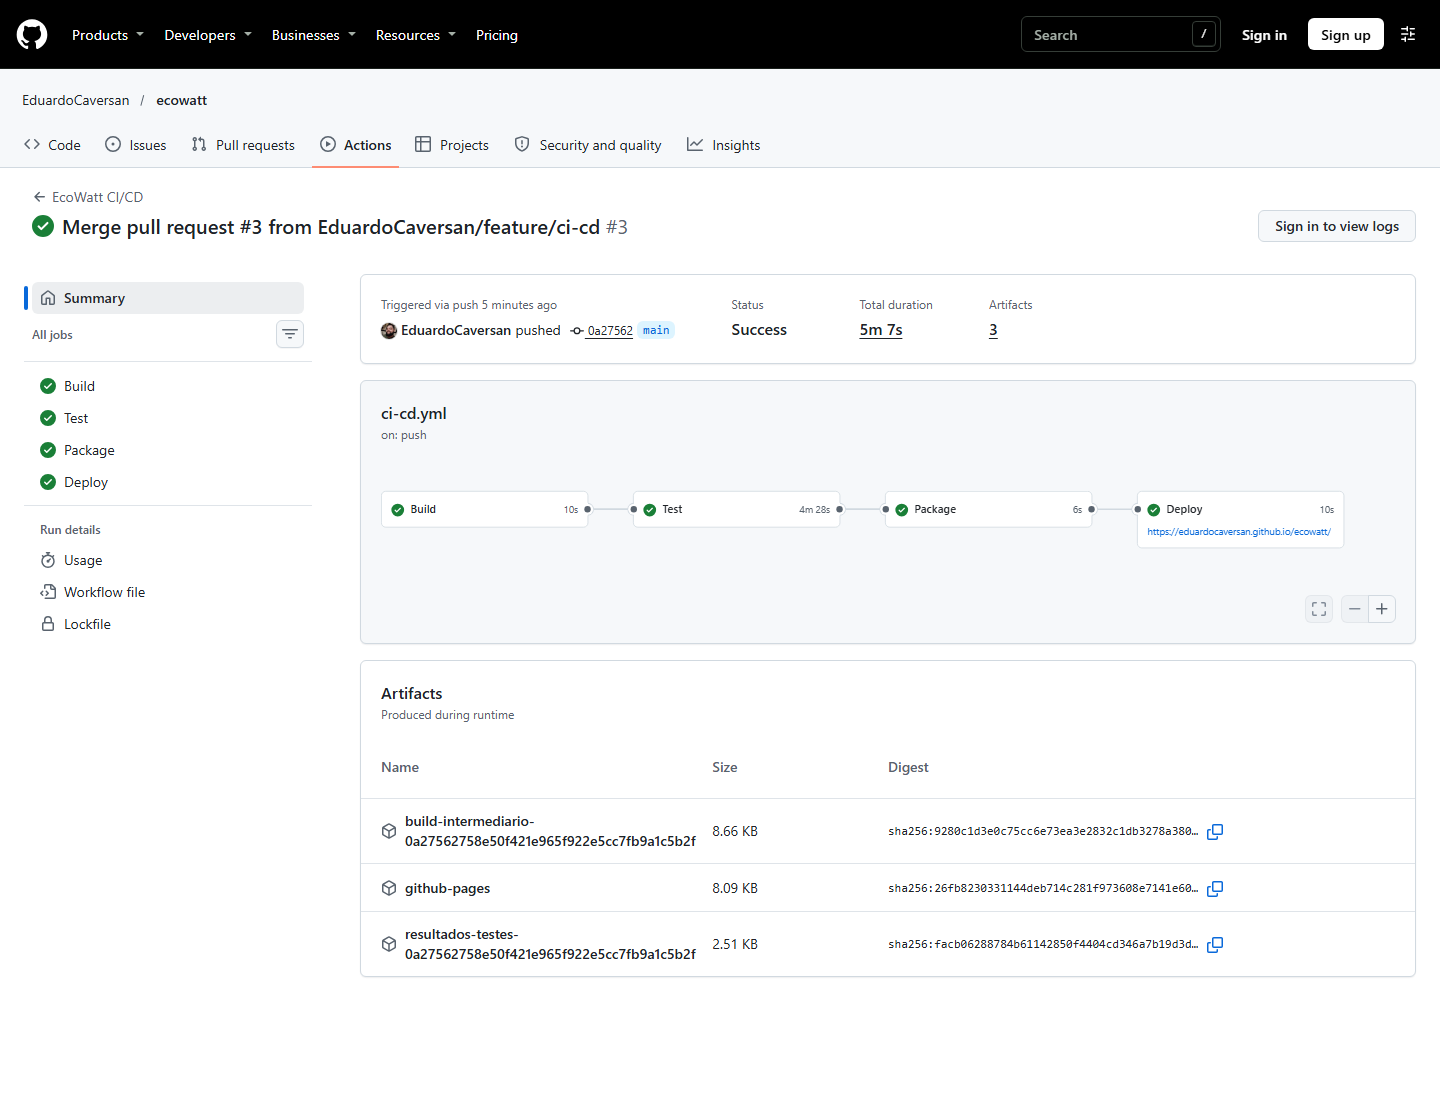 Products Developers Businesses Resources Pricing Search / Sign in Sign up
EduardoCaversan / ecowatt
Code Issues Pull requests Actions Projects Security and quality Insights
EcoWatt CI/CD
Merge pull request #3 from EduardoCaversan/feature/ci-cd #3
Sign in to view logs
Summary
All jobs
Build
Test
Package
Deploy
Run details
Usage
Workflow file
Lockfile
Triggered via push 5 minutes ago
EduardoCaversan pushed 0a27562 main
Status
Success
Total duration
5m 7s
Artifacts
3
ci-cd.yml
on: push
Build 10s
Test 4m 28s
Package 6s
Deploy 10s
https://eduardocaversan.github.io/ecowatt/
Artifacts
Produced during runtime
Name Size Digest
build-intermediario-
0a27562758e50f421e965f922e5cc7fb9a1c5b2f
8.66 KB
sha256:9280c1d3e0c75cc6e73ea3e2832c1db3278a380…
github-pages
8.09 KB
sha256:26fb8230331144deb714c281f973608e7141e60…
resultados-testes-
0a27562758e50f421e965f922e5cc7fb9a1c5b2f
2.51 KB
sha256:facb06288784b61142850f4404cd346a7b19d3d…